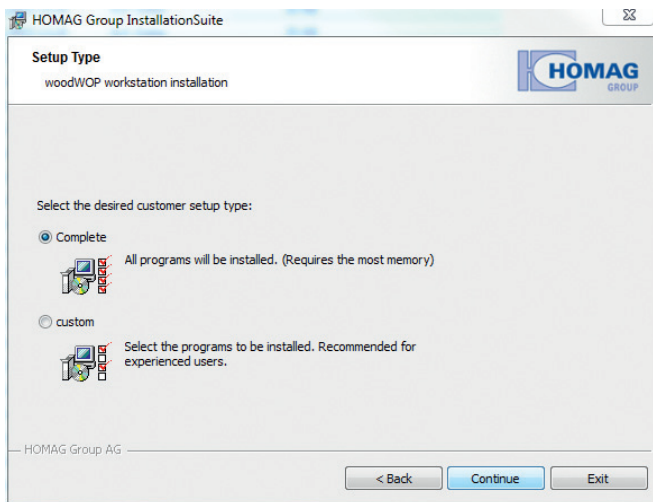 HOMAG Group InstallationSuite
Setup Type
woodWOP workstation installation
HOMAG
GROUP
Select the desired customer setup type:
Complete
All programs will be installed. (Requires the most memory)
custom
Select the programs to be installed. Recommended for
experienced users.
HOMAG Group AG
< Back
Continue
Exit